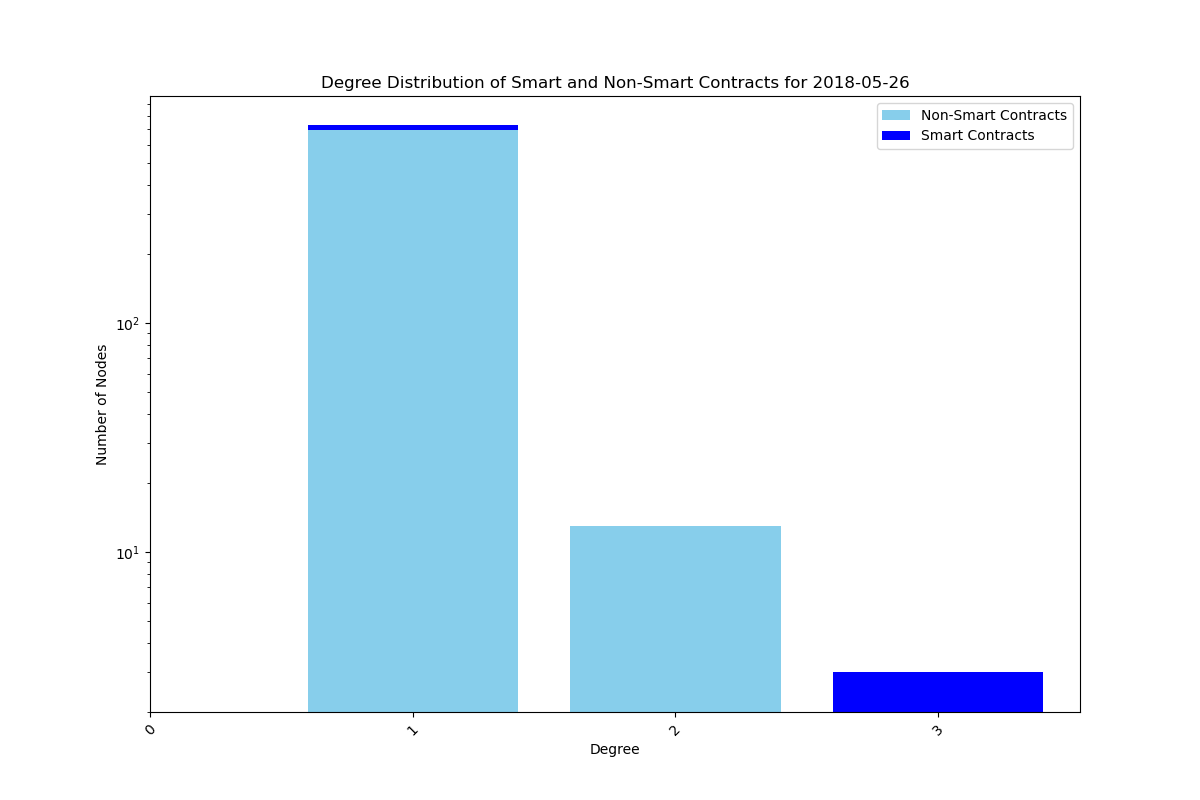 Degree Distribution of Smart and Non-Smart Contracts for 2018-05-26
Non-Smart Contracts
Smart Contracts
Number of Nodes
10²
10¹
0
1
2
3
Degree